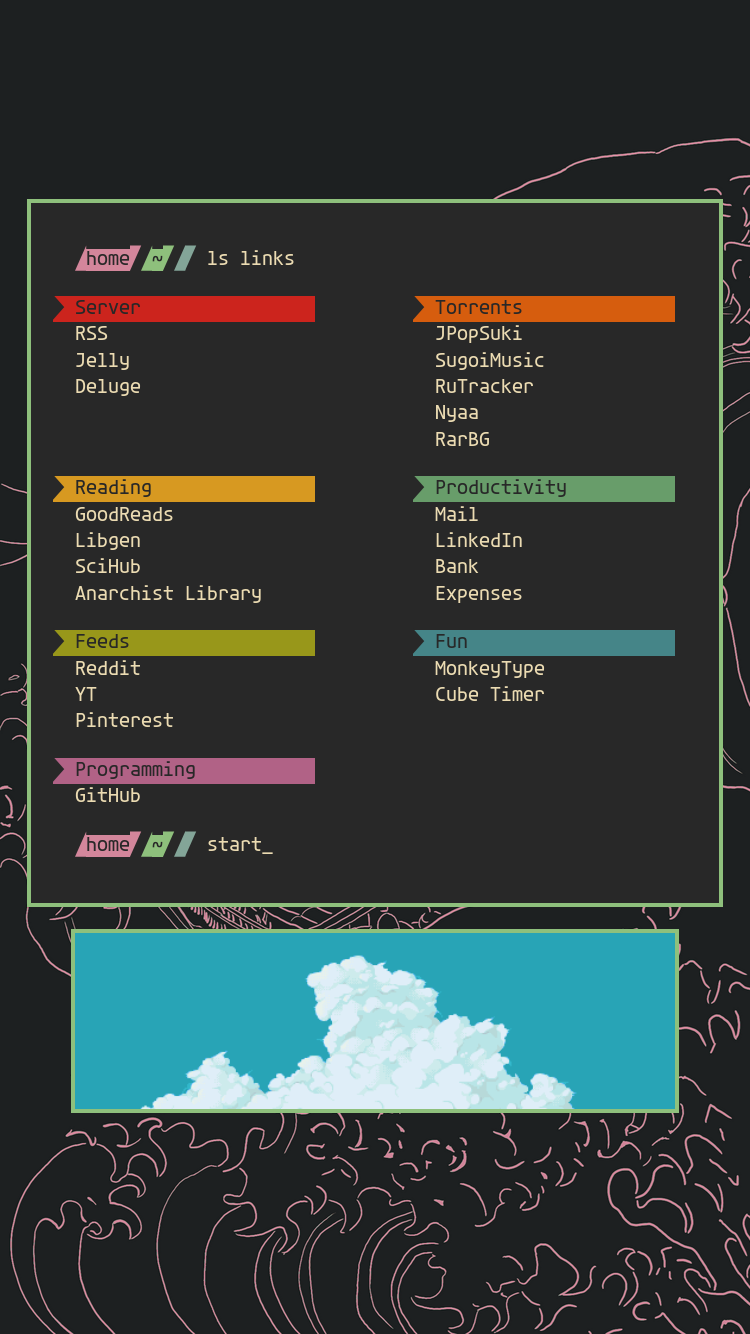 home ~ ls links
Server
RSS
Jelly
Deluge
Torrents
JPopSuki
SugoiMusic
RuTracker
Nyaa
RarBG
Reading
GoodReads
Libgen
SciHub
Anarchist Library
Productivity
Mail
LinkedIn
Bank
Expenses
Feeds
Reddit
YT
Pinterest
Fun
MonkeyType
Cube Timer
Programming
GitHub
home ~ start_